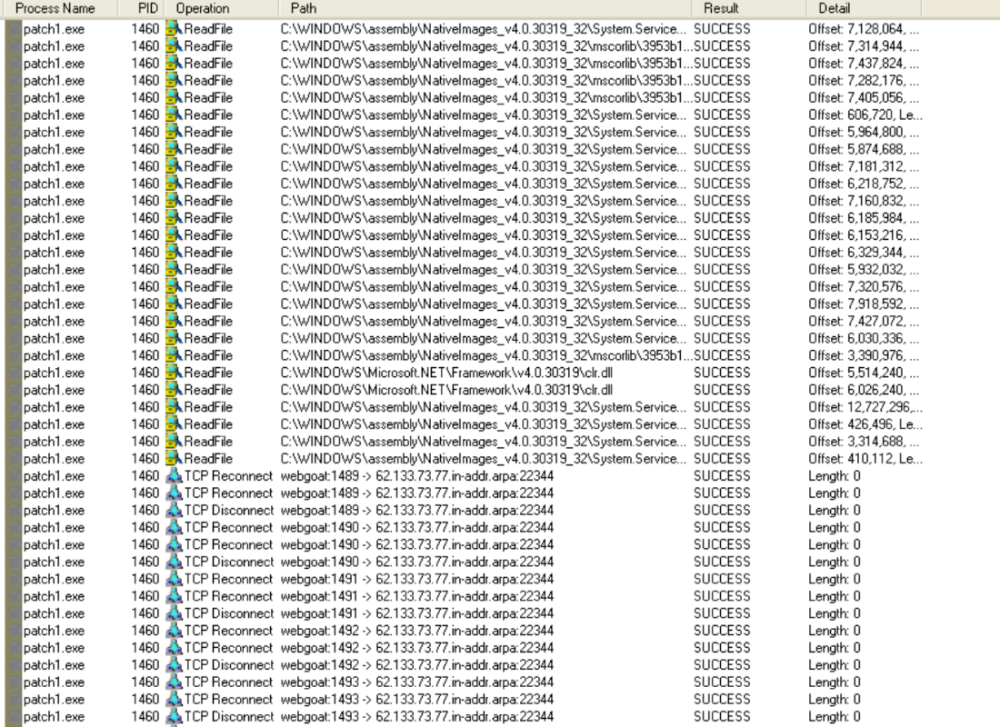 Process Name PID Operation Path Result Detail
patch1.exe 1460 ReadFile C:\WINDOWS\assembly\NativeImages_v4.0.30319_32\System.Service... SUCCESS Offset: 7,128,064, ...
patch1.exe 1460 ReadFile C:\WINDOWS\assembly\NativeImages_v4.0.30319_32\mscorlib\3953b1... SUCCESS Offset: 7,314,944, ...
patch1.exe 1460 ReadFile C:\WINDOWS\assembly\NativeImages_v4.0.30319_32\mscorlib\3953b1... SUCCESS Offset: 7,437,824, ...
patch1.exe 1460 ReadFile C:\WINDOWS\assembly\NativeImages_v4.0.30319_32\mscorlib\3953b1... SUCCESS Offset: 7,282,176, ...
patch1.exe 1460 ReadFile C:\WINDOWS\assembly\NativeImages_v4.0.30319_32\mscorlib\3953b1... SUCCESS Offset: 7,405,056, ...
patch1.exe 1460 ReadFile C:\WINDOWS\assembly\NativeImages_v4.0.30319_32\System.Service... SUCCESS Offset: 606,720, Le...
patch1.exe 1460 ReadFile C:\WINDOWS\assembly\NativeImages_v4.0.30319_32\System.Service... SUCCESS Offset: 5,964,800, ...
patch1.exe 1460 ReadFile C:\WINDOWS\assembly\NativeImages_v4.0.30319_32\System.Service... SUCCESS Offset: 5,874,688, ...
patch1.exe 1460 ReadFile C:\WINDOWS\assembly\NativeImages_v4.0.30319_32\System.Service... SUCCESS Offset: 7,181,312, ...
patch1.exe 1460 ReadFile C:\WINDOWS\assembly\NativeImages_v4.0.30319_32\System.Service... SUCCESS Offset: 6,218,752, ...
patch1.exe 1460 ReadFile C:\WINDOWS\assembly\NativeImages_v4.0.30319_32\System.Service... SUCCESS Offset: 7,160,832, ...
patch1.exe 1460 ReadFile C:\WINDOWS\assembly\NativeImages_v4.0.30319_32\System.Service... SUCCESS Offset: 6,185,984, ...
patch1.exe 1460 ReadFile C:\WINDOWS\assembly\NativeImages_v4.0.30319_32\System.Service... SUCCESS Offset: 6,153,216, ...
patch1.exe 1460 ReadFile C:\WINDOWS\assembly\NativeImages_v4.0.30319_32\System.Service... SUCCESS Offset: 6,329,344, ...
patch1.exe 1460 ReadFile C:\WINDOWS\assembly\NativeImages_v4.0.30319_32\System.Service... SUCCESS Offset: 5,932,032, ...
patch1.exe 1460 ReadFile C:\WINDOWS\assembly\NativeImages_v4.0.30319_32\System.Service... SUCCESS Offset: 7,320,576, ...
patch1.exe 1460 ReadFile C:\WINDOWS\assembly\NativeImages_v4.0.30319_32\System.Service... SUCCESS Offset: 7,918,592, ...
patch1.exe 1460 ReadFile C:\WINDOWS\assembly\NativeImages_v4.0.30319_32\System.Service... SUCCESS Offset: 7,427,072, ...
patch1.exe 1460 ReadFile C:\WINDOWS\assembly\NativeImages_v4.0.30319_32\System.Service... SUCCESS Offset: 6,030,336, ...
patch1.exe 1460 ReadFile C:\WINDOWS\assembly\NativeImages_v4.0.30319_32\mscorlib\3953b1... SUCCESS Offset: 3,390,976, ...
patch1.exe 1460 ReadFile C:\WINDOWS\Microsoft.NET\Framework\v4.0.30319\clr.dll SUCCESS Offset: 5,514,240, ...
patch1.exe 1460 ReadFile C:\WINDOWS\Microsoft.NET\Framework\v4.0.30319\clr.dll SUCCESS Offset: 6,026,240, ...
patch1.exe 1460 ReadFile C:\WINDOWS\assembly\NativeImages_v4.0.30319_32\System.Service... SUCCESS Offset: 12,727,296,...
patch1.exe 1460 ReadFile C:\WINDOWS\assembly\NativeImages_v4.0.30319_32\System.Service... SUCCESS Offset: 426,496, Le...
patch1.exe 1460 ReadFile C:\WINDOWS\assembly\NativeImages_v4.0.30319_32\System.Service... SUCCESS Offset: 3,314,688, ...
patch1.exe 1460 ReadFile C:\WINDOWS\assembly\NativeImages_v4.0.30319_32\System.Service... SUCCESS Offset: 410,112, Le...
patch1.exe 1460 TCP Reconnect webgoat:1489 -> 62.133.73.77.in-addr.arpa:22344 SUCCESS Length: 0
patch1.exe 1460 TCP Reconnect webgoat:1489 -> 62.133.73.77.in-addr.arpa:22344 SUCCESS Length: 0
patch1.exe 1460 TCP Disconnect webgoat:1489 -> 62.133.73.77.in-addr.arpa:22344 SUCCESS Length: 0
patch1.exe 1460 TCP Reconnect webgoat:1490 -> 62.133.73.77.in-addr.arpa:22344 SUCCESS Length: 0
patch1.exe 1460 TCP Reconnect webgoat:1490 -> 62.133.73.77.in-addr.arpa:22344 SUCCESS Length: 0
patch1.exe 1460 TCP Disconnect webgoat:1490 -> 62.133.73.77.in-addr.arpa:22344 SUCCESS Length: 0
patch1.exe 1460 TCP Reconnect webgoat:1491 -> 62.133.73.77.in-addr.arpa:22344 SUCCESS Length: 0
patch1.exe 1460 TCP Reconnect webgoat:1491 -> 62.133.73.77.in-addr.arpa:22344 SUCCESS Length: 0
patch1.exe 1460 TCP Disconnect webgoat:1491 -> 62.133.73.77.in-addr.arpa:22344 SUCCESS Length: 0
patch1.exe 1460 TCP Reconnect webgoat:1492 -> 62.133.73.77.in-addr.arpa:22344 SUCCESS Length: 0
patch1.exe 1460 TCP Reconnect webgoat:1492 -> 62.133.73.77.in-addr.arpa:22344 SUCCESS Length: 0
patch1.exe 1460 TCP Disconnect webgoat:1492 -> 62.133.73.77.in-addr.arpa:22344 SUCCESS Length: 0
patch1.exe 1460 TCP Reconnect webgoat:1493 -> 62.133.73.77.in-addr.arpa:22344 SUCCESS Length: 0
patch1.exe 1460 TCP Reconnect webgoat:1493 -> 62.133.73.77.in-addr.arpa:22344 SUCCESS Length: 0
patch1.exe 1460 TCP Disconnect webgoat:1493 -> 62.133.73.77.in-addr.arpa:22344 SUCCESS Length: 0